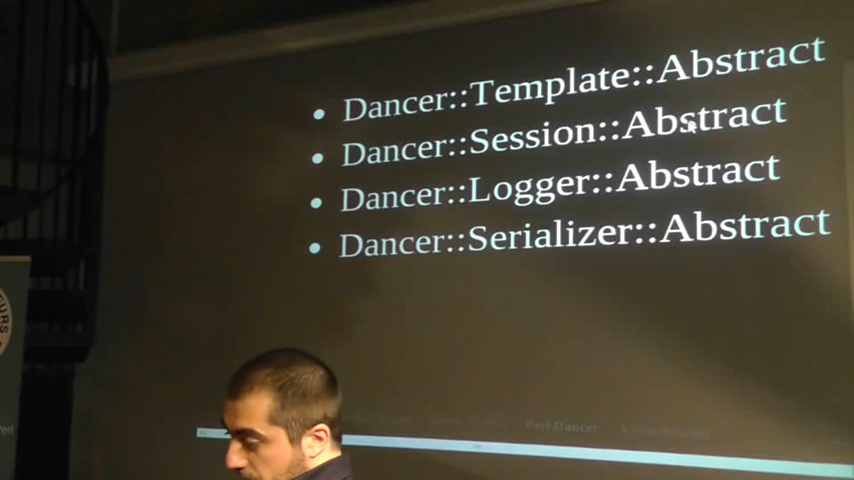 Dancer::Template::Abstract
Dancer::Session::Abstract
Dancer::Logger::Abstract
Dancer::Serializer::Abstract
Perl Dancer